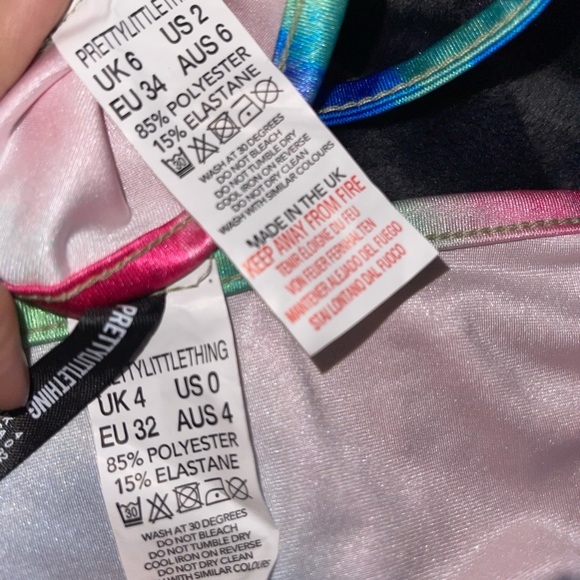 PRETTYLITTLETHING
UK 6 US 2
EU 34 AUS 6
85% POLYESTER
15% ELASTANE
30
WASH AT 30 DEGREES
DO NOT BLEACH
DO NOT TUMBLE DRY
COOL IRON ON REVERSE
DO NOT DRY CLEAN
WASH WITH SIMILAR COLOURS
MADE IN THE UK
KEEP AWAY FROM FIRE
TENIR ÉLOIGNE DU FEU
VON FEUER FERNHALTEN
MANTENER ALEJADO DEL FUEGO
STAI LONTANO DAL FUOCO
PRETTYLITTLETHING
ETTYLITTLETHING
UK 4 US 0
EU 32 AUS 4
85% POLYESTER
15% ELASTANE
30
WASH AT 30 DEGREES
DO NOT BLEACH
DO NOT TUMBLE DRY
COOL IRON ON REVERSE
DO NOT DRY CLEAN
WITH SIMILAR COLOURS